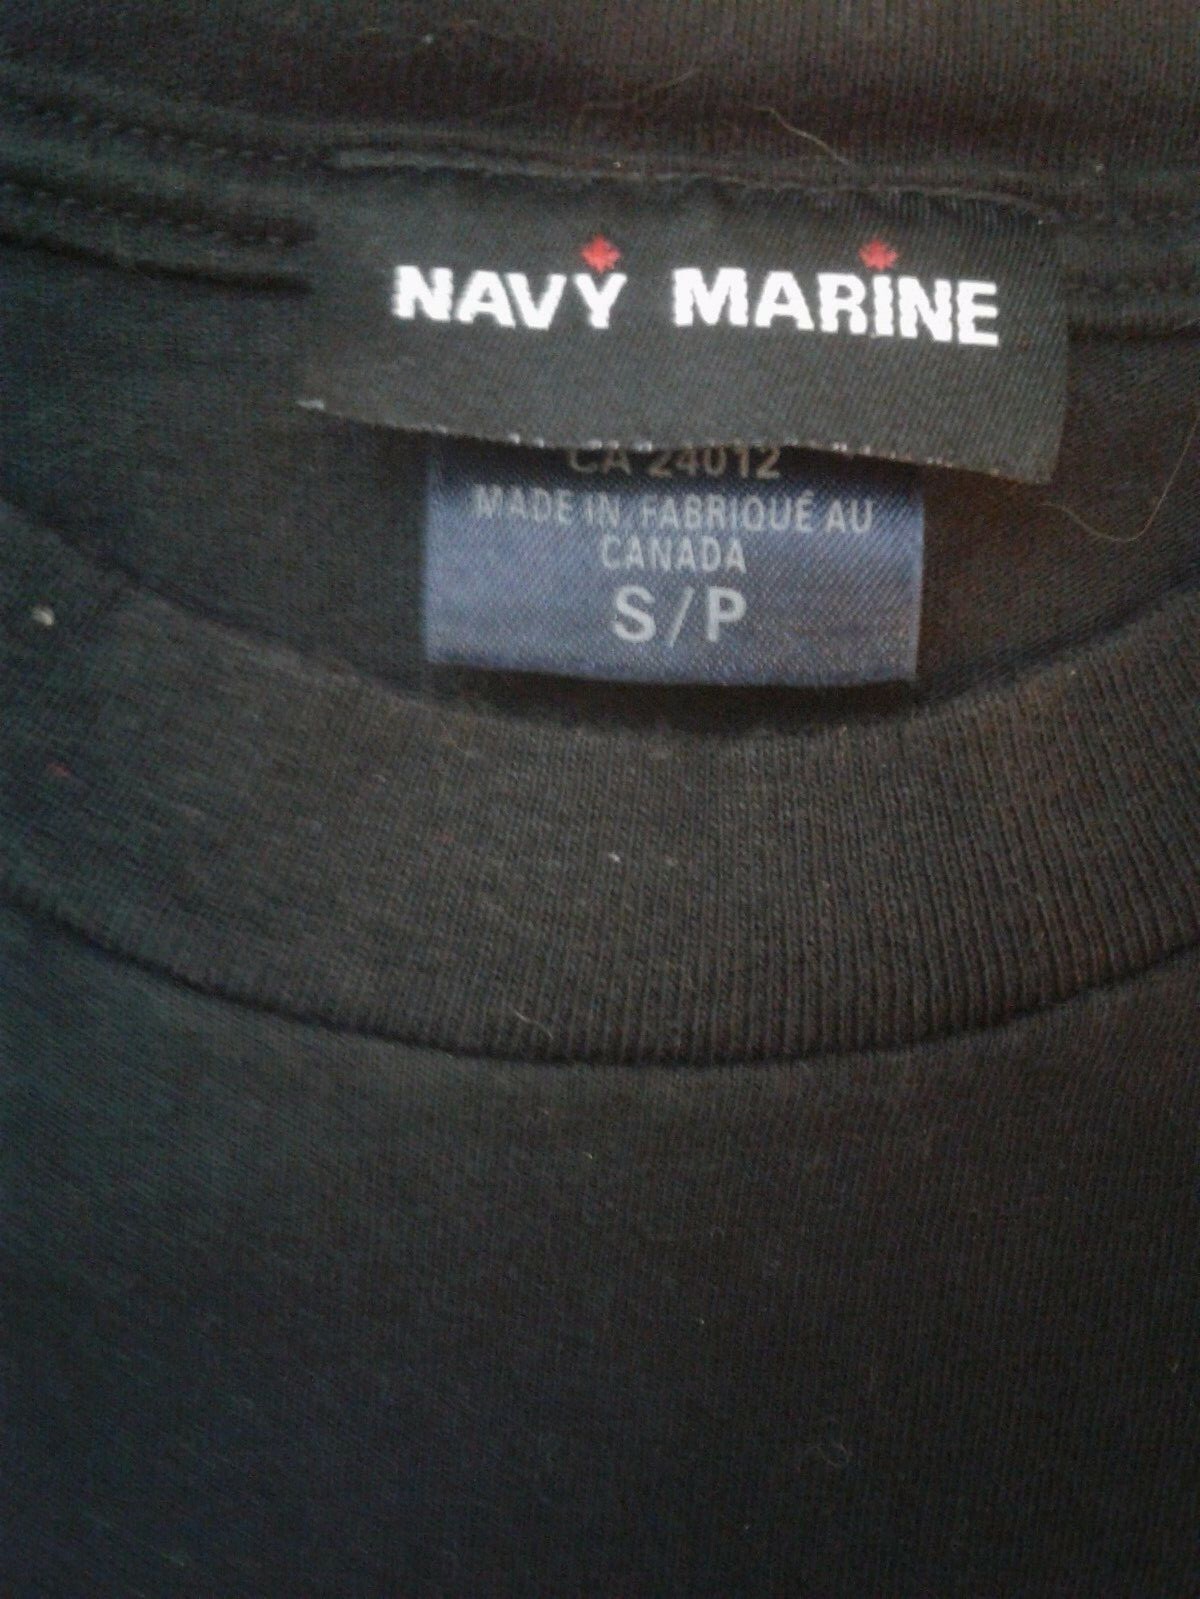 NAVY MARINE
CA 24012
MADE IN, FABRIQUÉ AU
CANADA
S/P